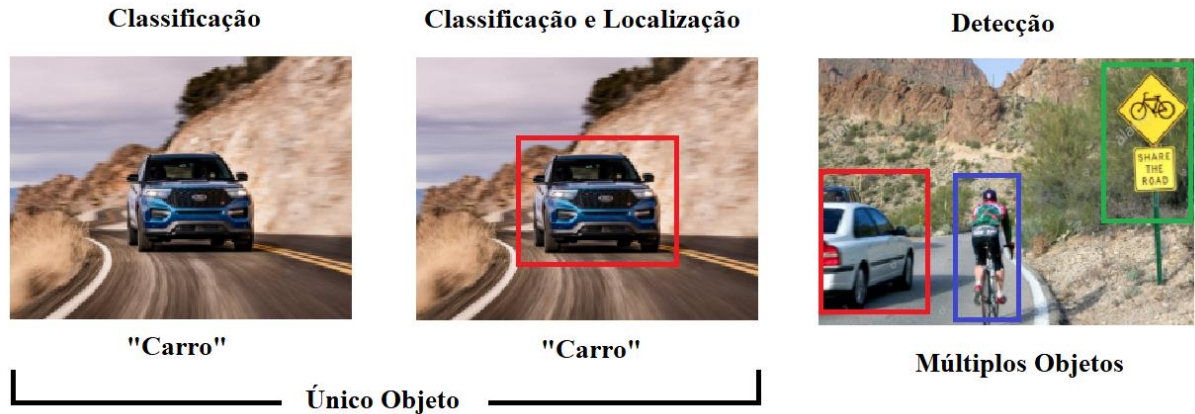 Classificação
Classificação e Localização
Detecção
SHARE
THE
ROAD
"Carro"
"Carro"
Múltiplos Objetos
Único Objeto